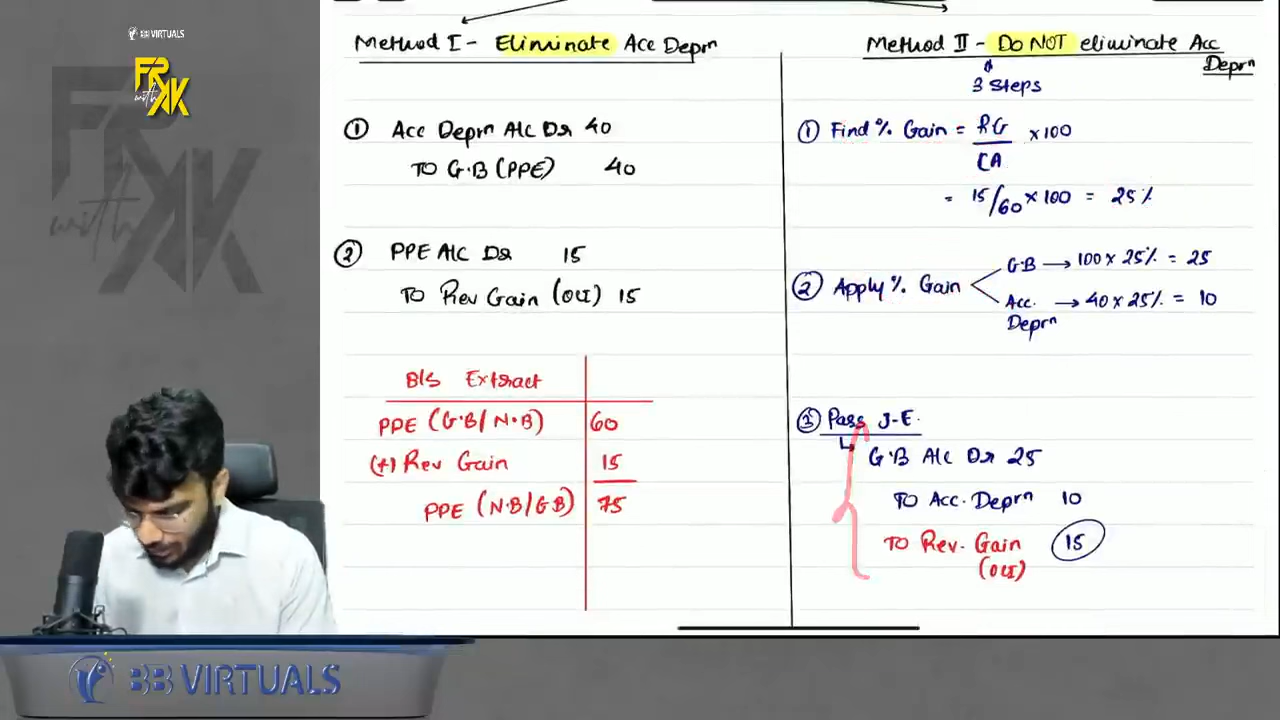 BB VIRTUALS
FR
with
KK
Method I - Eliminate Acc Deprn
① Acc Deprn A/c Dr 40
TO G.B (PPE) 40
② PPE A/c Dr 15
TO Rev Gain (OCI) 15
B/S Extract
PPE (G.B/N.B) 60
(+) Rev Gain 15
PPE (N.B/G.B) 75
Method II - Do NOT eliminate Acc
Deprn
3 Steps
① Find % Gain = RG/CA × 100
= 15/60 × 100 = 25%
② Apply % Gain
G.B → 100 × 25% = 25
Acc. Deprn → 40 × 25% = 10
③ Pass J.E.
G.B A/c Dr 25
TO Acc. Deprn 10
TO Rev. Gain 15
(OCI)
BB VIRTUALS